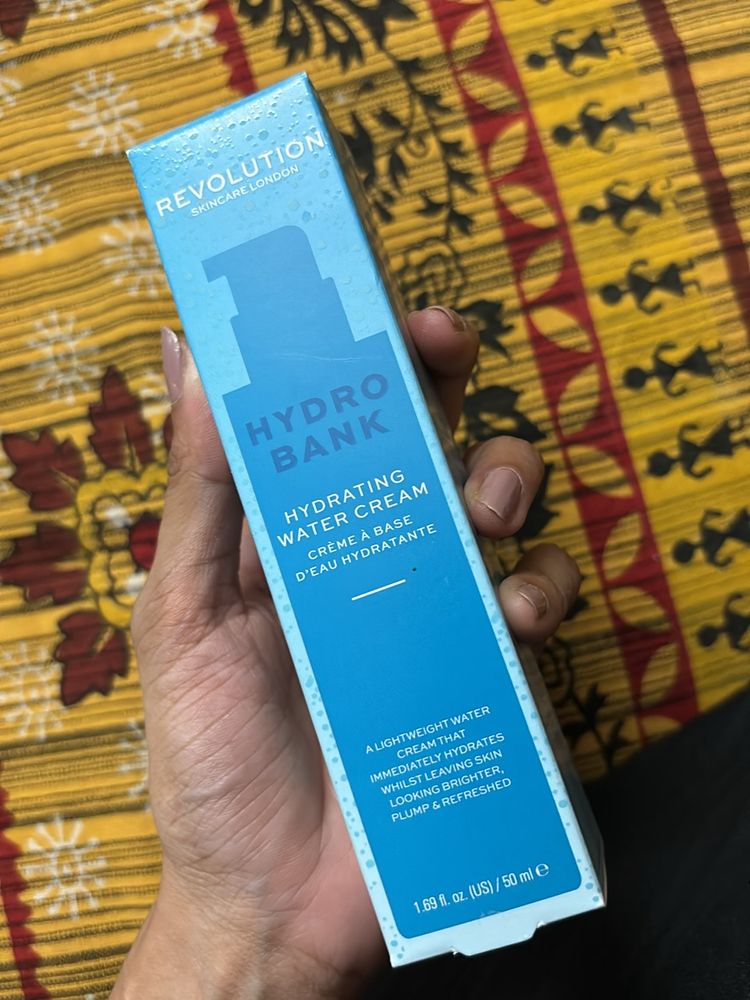 REVOLUTION
SKINCARE LONDON
HYDRO
BANK
HYDRATING
WATER CREAM
CRÈME À BASE
D'EAU HYDRATANTE
A LIGHTWEIGHT WATER
CREAM THAT
IMMEDIATELY HYDRATES
WHILST LEAVING SKIN
LOOKING BRIGHTER,
PLUMP & REFRESHED
1.69 fl. oz. (US) / 50 ml ℮